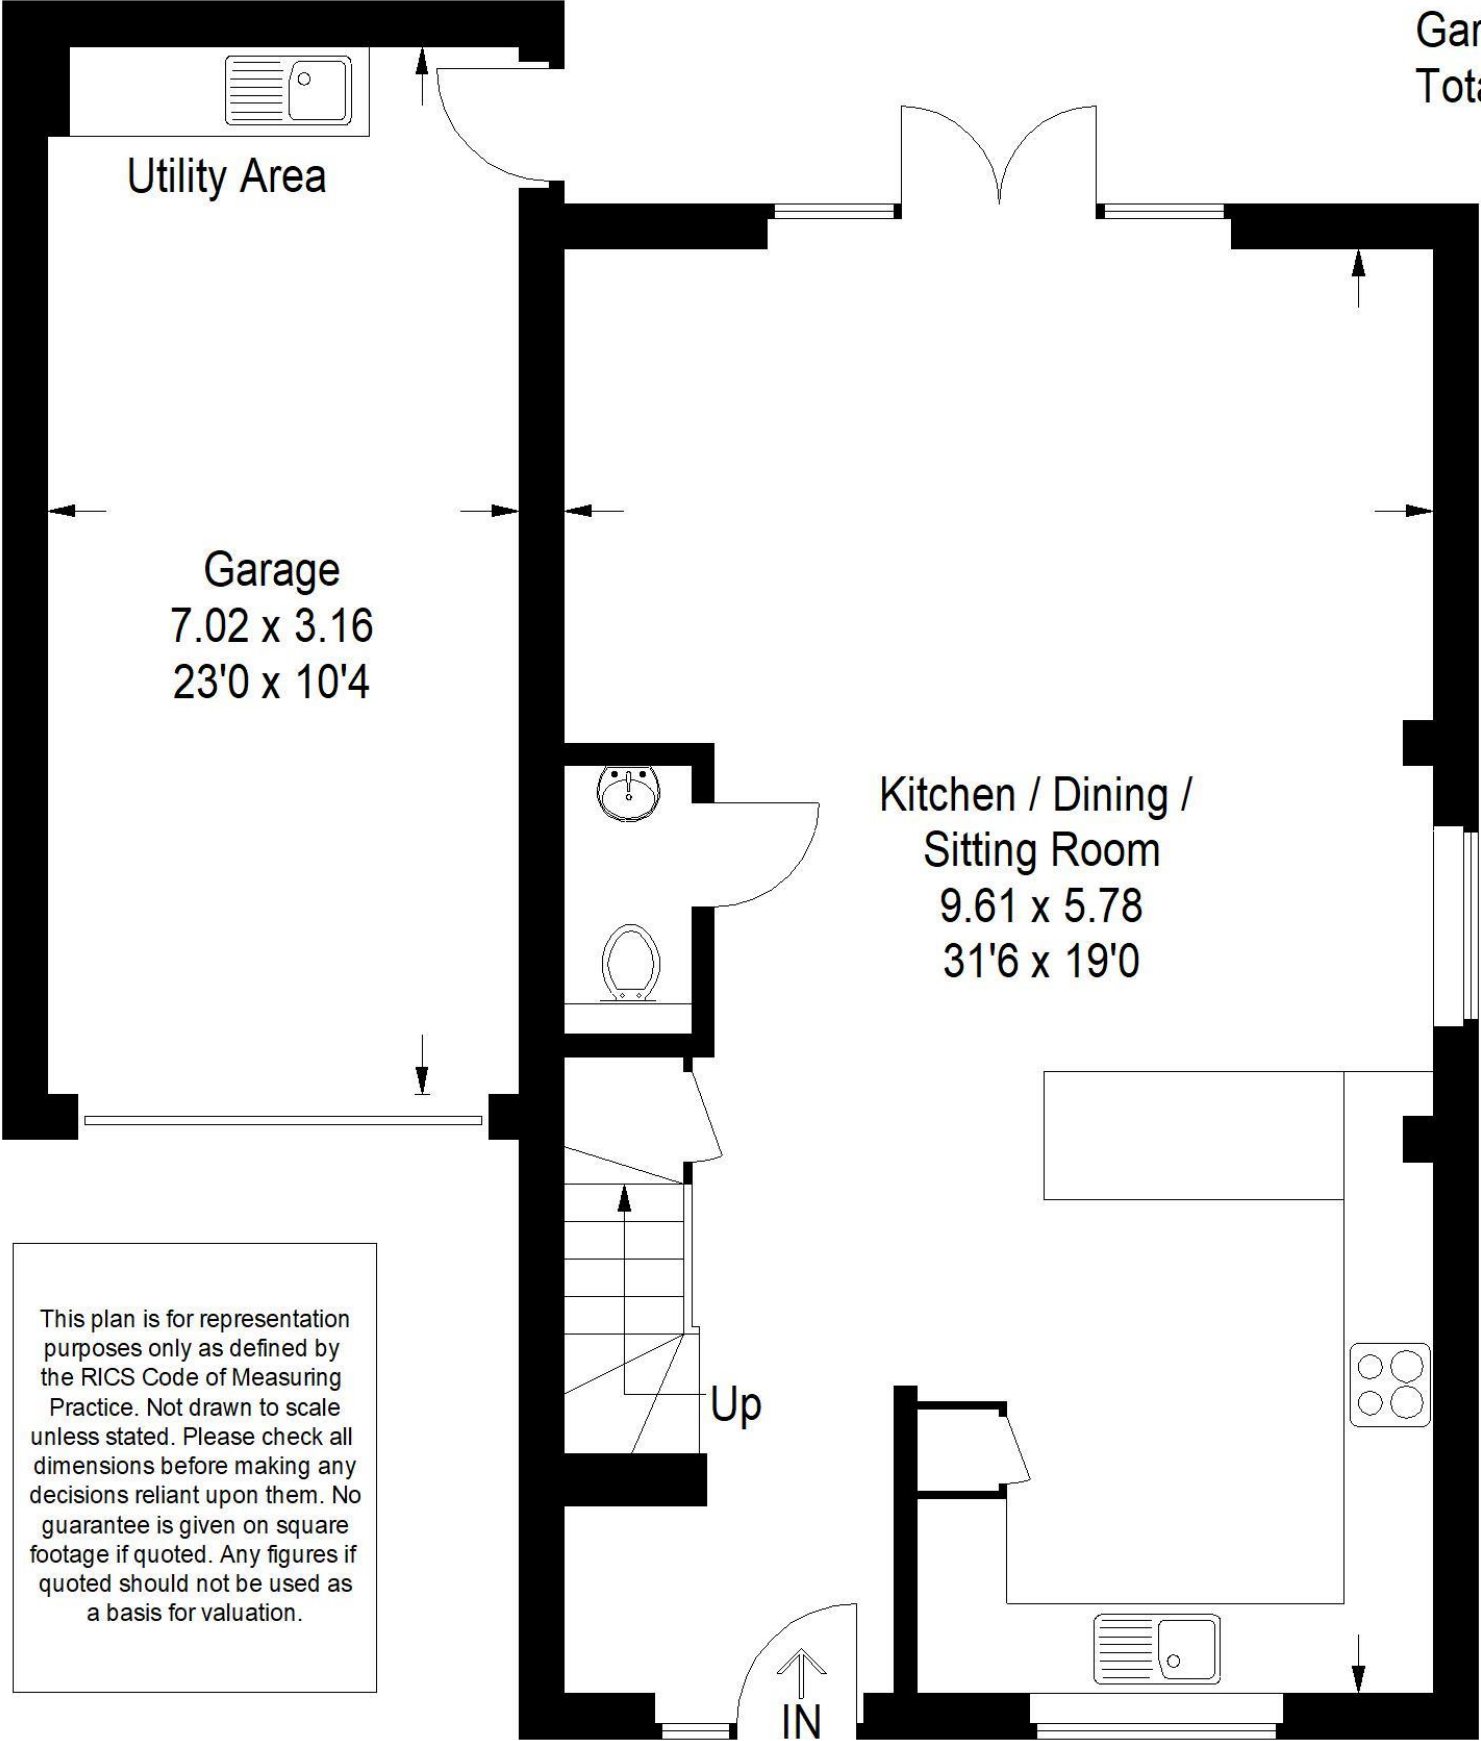 Utility Area
Garage
7.02 x 3.16
23'0 x 10'4
Kitchen / Dining /
Sitting Room
9.61 x 5.78
31'6 x 19'0
Up
IN
This plan is for representation
purposes only as defined by
the RICS Code of Measuring
Practice. Not drawn to scale
unless stated. Please check all
dimensions before making any
decisions reliant upon them. No
guarantee is given on square
footage if quoted. Any figures if
quoted should not be used as
a basis for valuation.